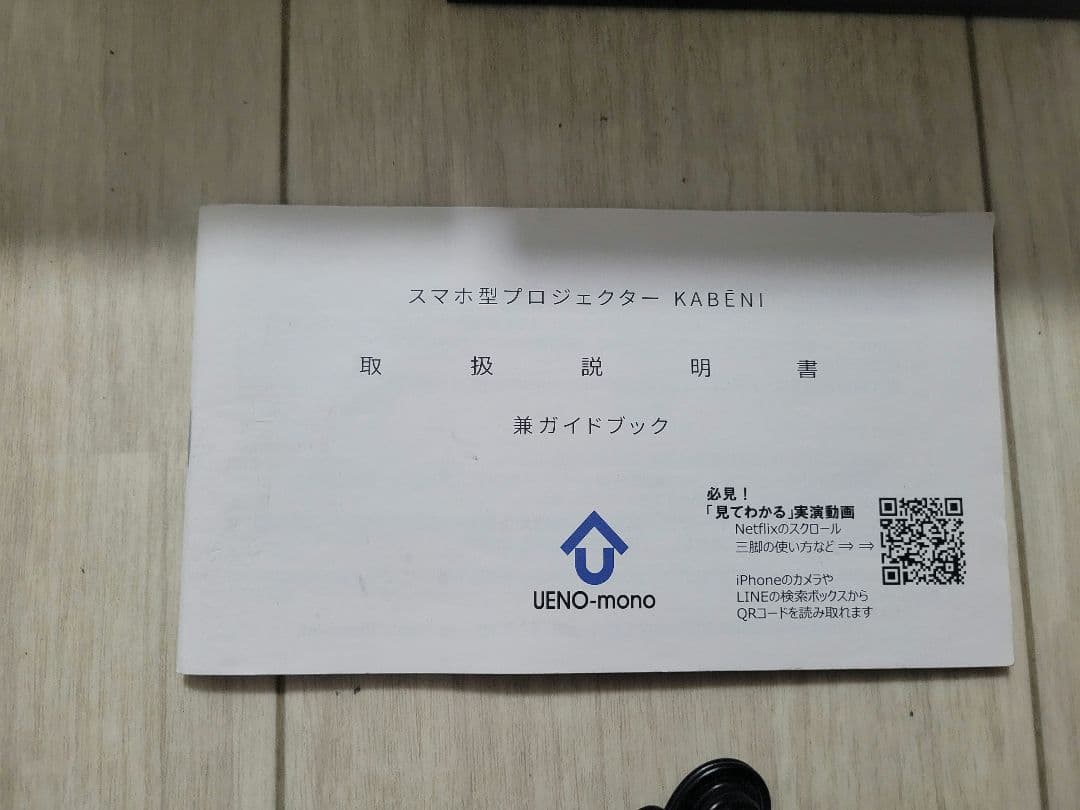 スマホ型プロジェクター KABĒNI
取扱説明書
兼ガイドブック
必見！
「見てわかる」実演動画
Netflixのスクロール
三脚の使い方など⇒⇒
iPhoneのカメラや
LINEの検索ボックスから
QRコードを読み取れます
UENO-mono